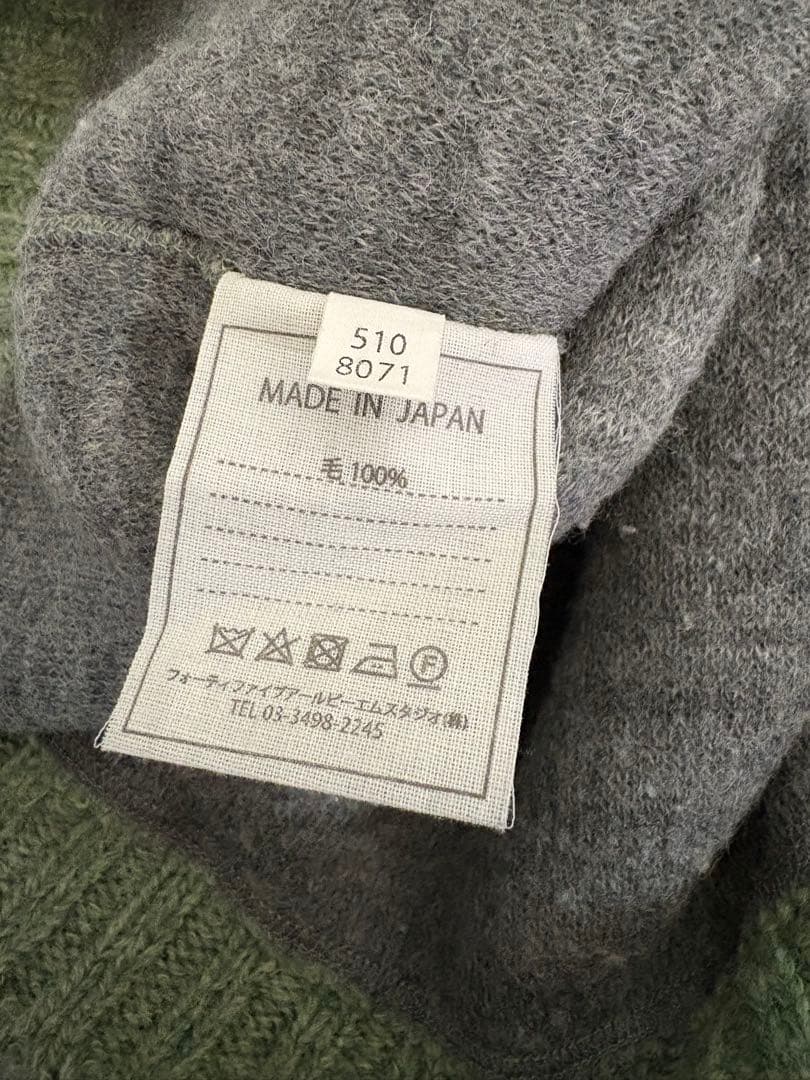 510
8071
MADE IN JAPAN
毛 100%
F
フォーティファイブアールピーエムスタジオ(株)
TEL 03-3498-2245